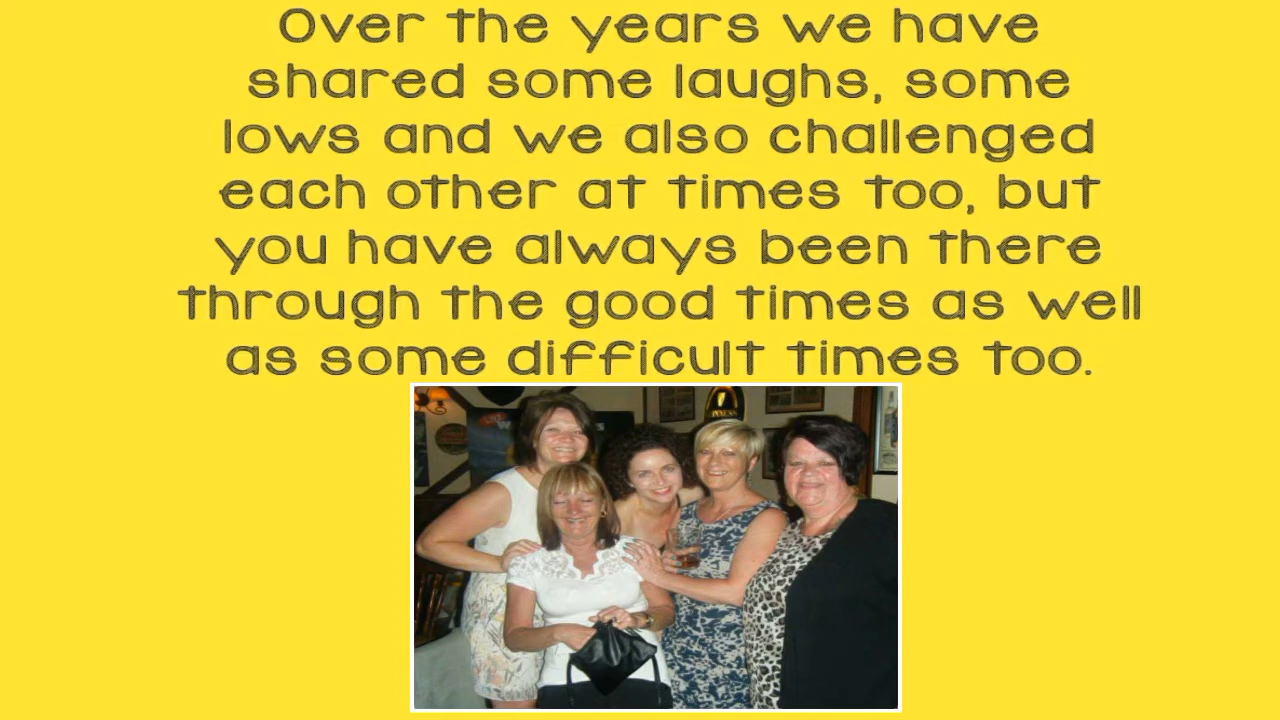 Over the years we have
shared some laughs, some
lows and we also challenged
each other at times too, but
you have always been there
through the good times as well
as some difficult times too.